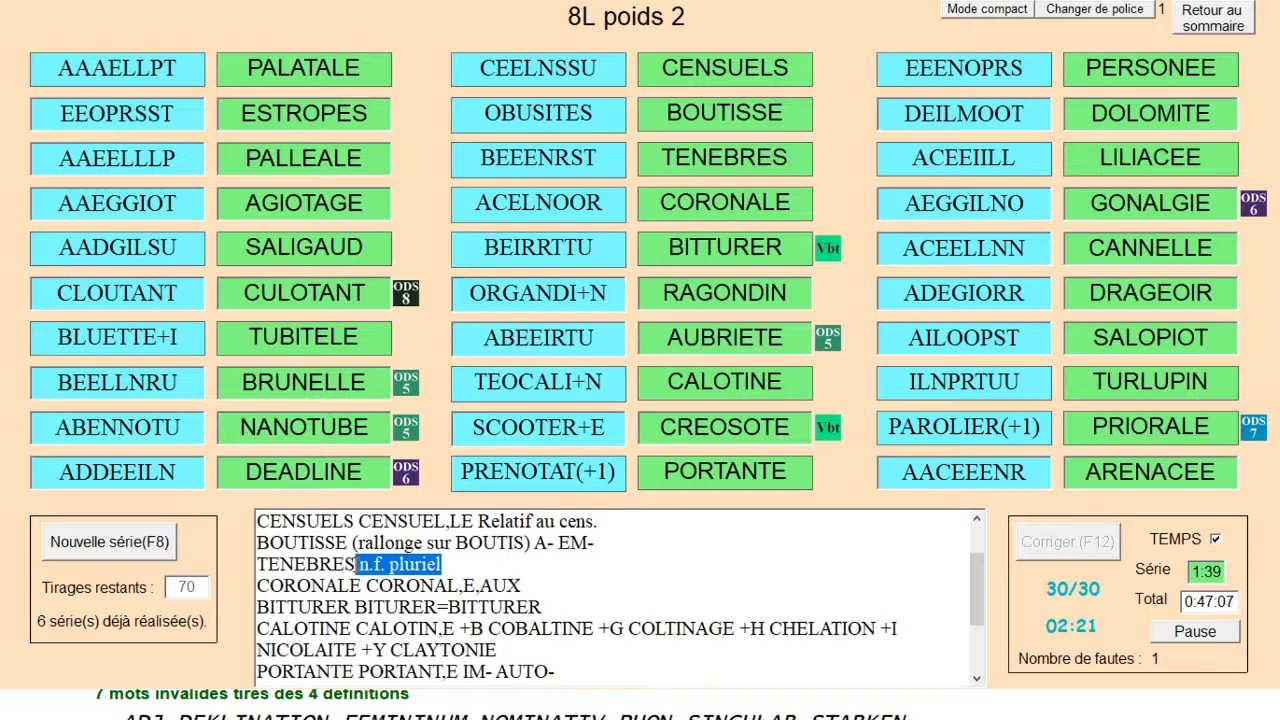 8L poids 2
Mode compact Changer de police 1 Retour au sommaire
AAAELLPT PALATALE CEELNSSU CENSUELS EEENOPRS PERSONEE
EEOPRSST ESTROPES OBUSITES BOUTISSE DEILMOOT DOLOMITE
AAEELLLP PALLEALE BEEENRST TENEBRES ACEEIILL LILIACEE
AAEGGIOT AGIOTAGE ACELNOOR CORONALE AEGGILNO GONALGIE ODS 6
AADGILSU SALIGAUD BEIRRTTU BITTURER Vbt ACEELLNN CANNELLE
CLOUTANT CULOTANT ODS 8 ORGANDI+N RAGONDIN ADEGIORR DRAGEOIR
BLUETTE+I TUBITELE ABEEIRTU AUBRIETE ODS 5 AILOOPST SALOPIOT
BEELLNRU BRUNELLE ODS 5 TEOCALI+N CALOTINE ILNPRTUU TURLUPIN
ABENNOTU NANOTUBE ODS 5 SCOOTER+E CREOSOTE Vbt PAROLIER(+1) PRIORALE ODS 7
ADDEEILN DEADLINE ODS 6 PRENOTAT(+1) PORTANTE AACEEENR ARENACEE
Nouvelle série(F8)
Tirages restants : 70
6 série(s) déjà réalisée(s).
CENSUELS CENSUEL,LE Relatif au cens.
BOUTISSE (rallonge sur BOUTIS) A- EM-
TENEBRES n.f. pluriel
CORONALE CORONAL,E,AUX
BITTURER BITURER=BITTURER
CALOTINE CALOTIN,E +B COBALTINE +G COLTINAGE +H CHELATION +I
NICOLAITE +Y CLAYTONIE
PORTANTE PORTANT,E IM- AUTO-
Corriger (F12) TEMPS
30/30 Série 1:39
02:21 Total 0:47:07
Pause
Nombre de fautes : 1
7 mots invalides tirés des 4 définitions
ADJ DEKLINATION FEMININUM NOMINATIV PHON SINGULAR STARKEN